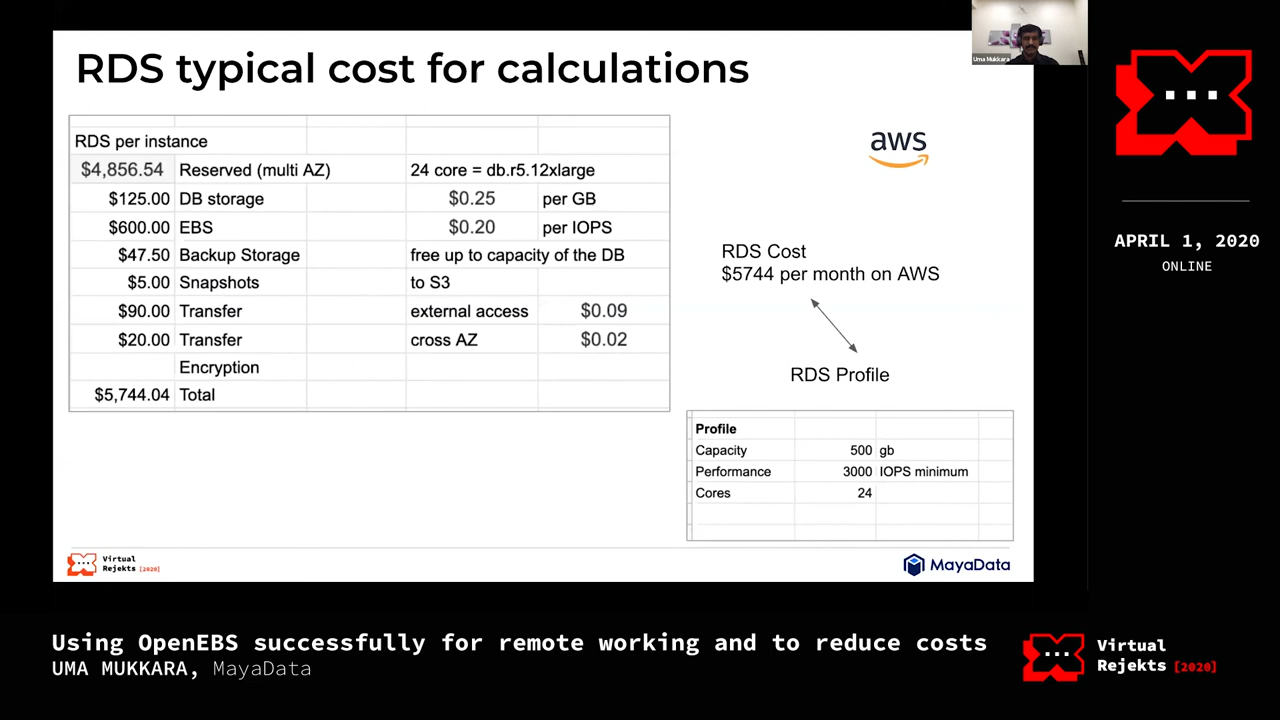 RDS typical cost for calculations
Uma Mukkara
RDS per instance
$4,856.54 Reserved (multi AZ) 24 core = db.r5.12xlarge
$125.00 DB storage $0.25 per GB
$600.00 EBS $0.20 per IOPS
$47.50 Backup Storage free up to capacity of the DB
$5.00 Snapshots to S3
$90.00 Transfer external access $0.09
$20.00 Transfer cross AZ $0.02
Encryption
$5,744.04 Total
aws
RDS Cost
$5744 per month on AWS
RDS Profile
Profile
Capacity 500 gb
Performance 3000 IOPS minimum
Cores 24
Virtual
Rejekts [2020]
MayaData
APRIL 1, 2020
ONLINE
Using OpenEBS successfully for remote working and to reduce costs
UMA MUKKARA, MayaData
Virtual
Rejekts [2020]